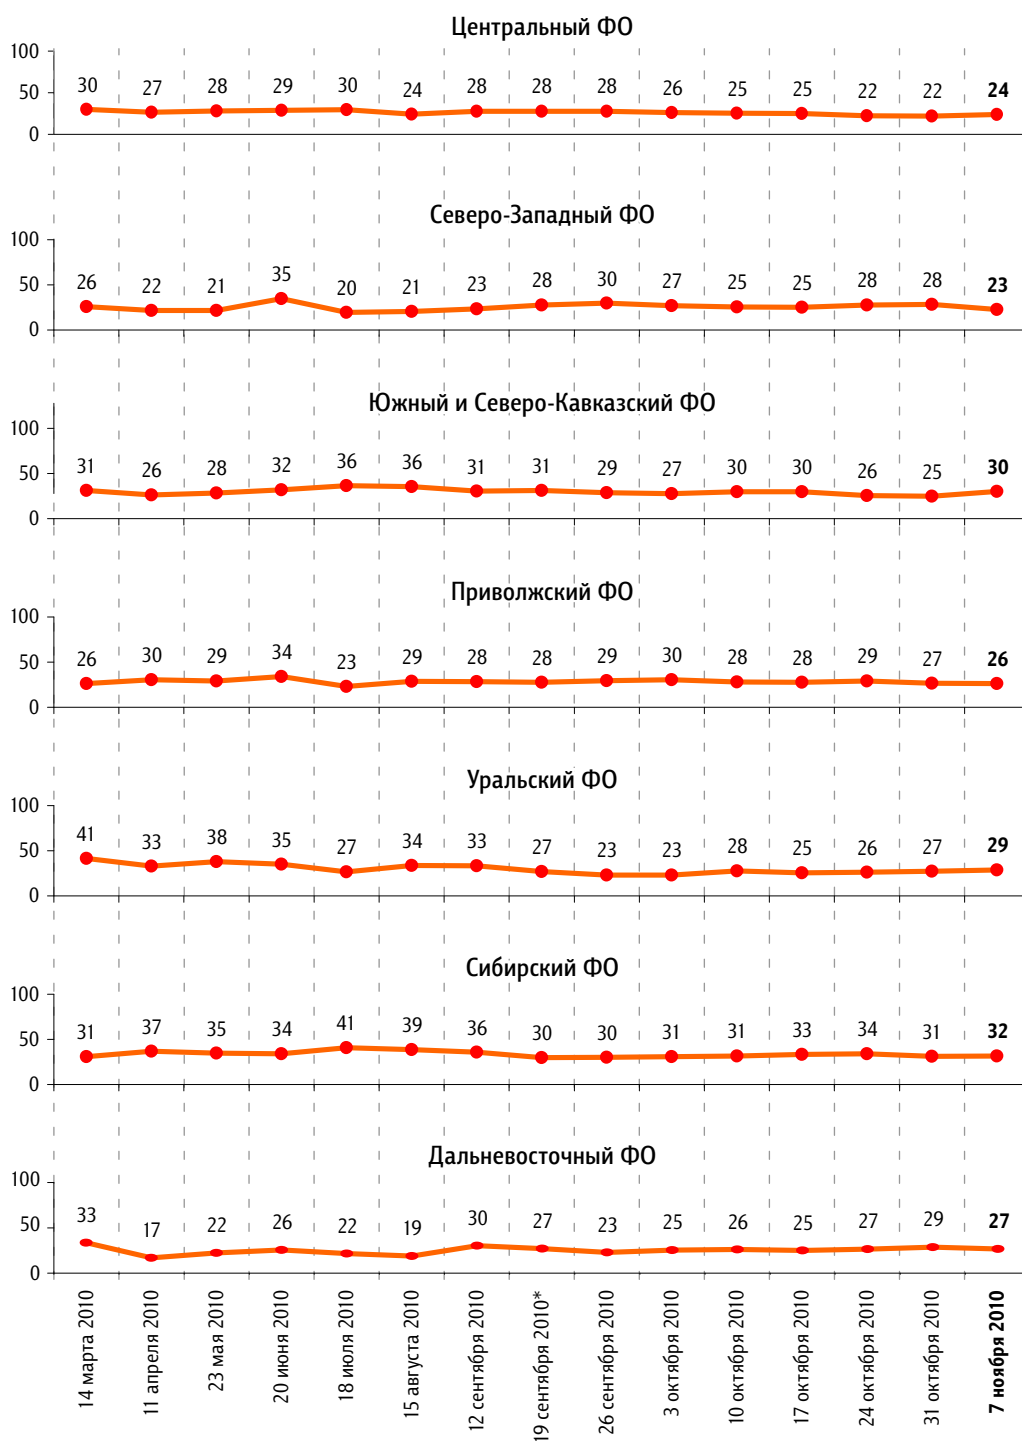 Центральный ФО
100
30 27 28 29 30 24 28 28 28 26 25 25 22 22 24
50
0
Северо-Западный ФО
100
26 22 21 35 20 21 23 28 30 27 25 25 28 28 23
50
0
Южный и Северо-Кавказский ФО
100
31 26 28 32 36 36 31 31 29 27 30 30 26 25 30
50
0
Приволжский ФО
100
26 30 29 34 23 29 28 28 29 30 28 28 29 27 26
50
0
Уральский ФО
100
41 33 38 35 27 34 33 27 23 23 28 25 26 27 29
50
0
Сибирский ФО
100
31 37 35 34 41 39 36 30 30 31 31 33 34 31 32
50
0
Дальневосточный ФО
100
33 17 22 26 22 19 30 27 23 25 26 25 27 29 27
50
0
14 марта 2010
11 апреля 2010
23 мая 2010
20 июня 2010
18 июля 2010
15 августа 2010
12 сентября 2010
19 сентября 2010*
26 сентября 2010
3 октября 2010
10 октября 2010
17 октября 2010
24 октября 2010
31 октября 2010
7 ноября 2010